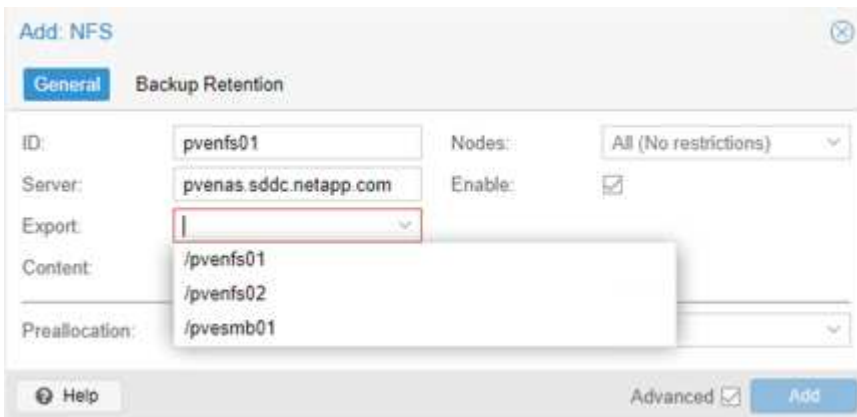 Add: NFS
General Backup Retention
ID: pvenfs01 Nodes: All (No restrictions)
Server: pvenas.sddc.netapp.com Enable:
Export:
/pvenfs01
Content:
/pvenfs02
Preallocation:
/pvesmb01
Help Advanced Add